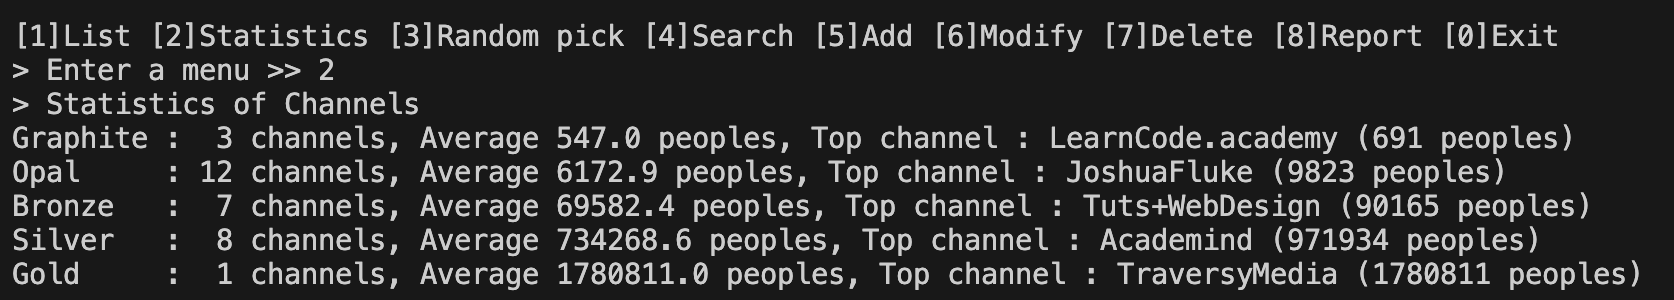 [1]List [2]Statistics [3]Random pick [4]Search [5]Add [6]Modify [7]Delete [8]Report [0]Exit
> Enter a menu >> 2
> Statistics of Channels
Graphite :  3 channels, Average 547.0 peoples, Top channel : LearnCode.academy (691 peoples)
Opal     : 12 channels, Average 6172.9 peoples, Top channel : JoshuaFluke (9823 peoples)
Bronze   :  7 channels, Average 69582.4 peoples, Top channel : Tuts+WebDesign (90165 peoples)
Silver   :  8 channels, Average 734268.6 peoples, Top channel : Academind (971934 peoples)
Gold     :  1 channels, Average 1780811.0 peoples, Top channel : TraversyMedia (1780811 peoples)